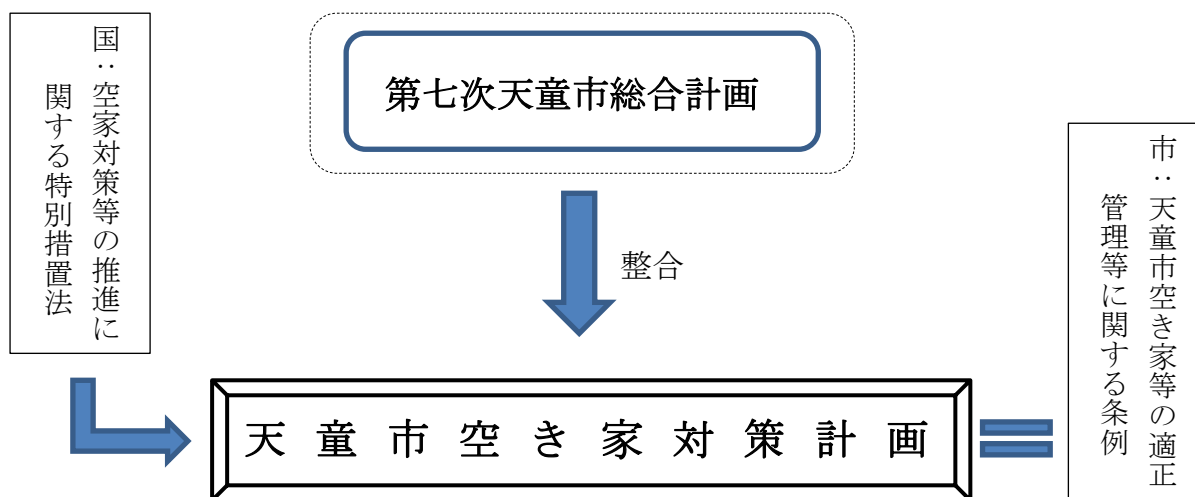 国：空家対策等の推進に
関する特別措置法
第七次天童市総合計画
整合
市：天童市空き家等の適正
管理等に関する条例
天童市空き家対策計画